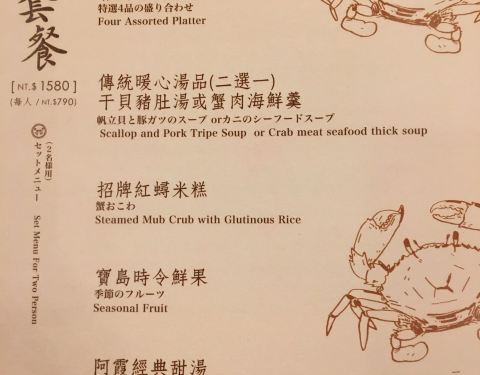 套餐
[ NT.$ 1580 ]
(每人 / NT.$790)
(2名様用)
セットメニュー Set Menu For Two Person
特選4品の盛り合わせ
Four Assorted Platter
傳統暖心湯品(二選一)
干貝豬肚湯或蟹肉海鮮羹
帆立貝と豚ガツのスープ orカニのシーフードスープ
Scallop and Pork Tripe Soup or Crab meat seafood thick soup
招牌紅蟳米糕
蟹おこわ
Steamed Mub Crub with Glutinous Rice
寶島時令鮮果
季節のフルーツ
Seasonal Fruit
阿霞經典甜湯